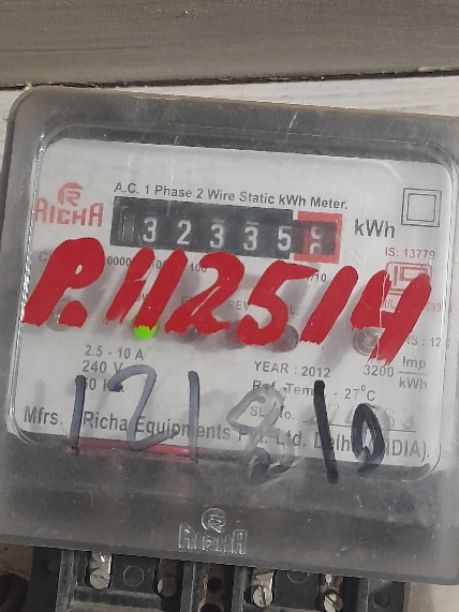 A.C. 1 Phase 2 Wire Static kWh Meter.
RICHA
32335
kWh
IS: 13779
P.112514
2.5 - 10 A
240 V
YEAR : 2012
3200 Imp/kWh
Ref. Temp. - 27°C
121810
Mfrs. Richa Equipments Pvt. Ltd. Delhi (INDIA).
RICHA